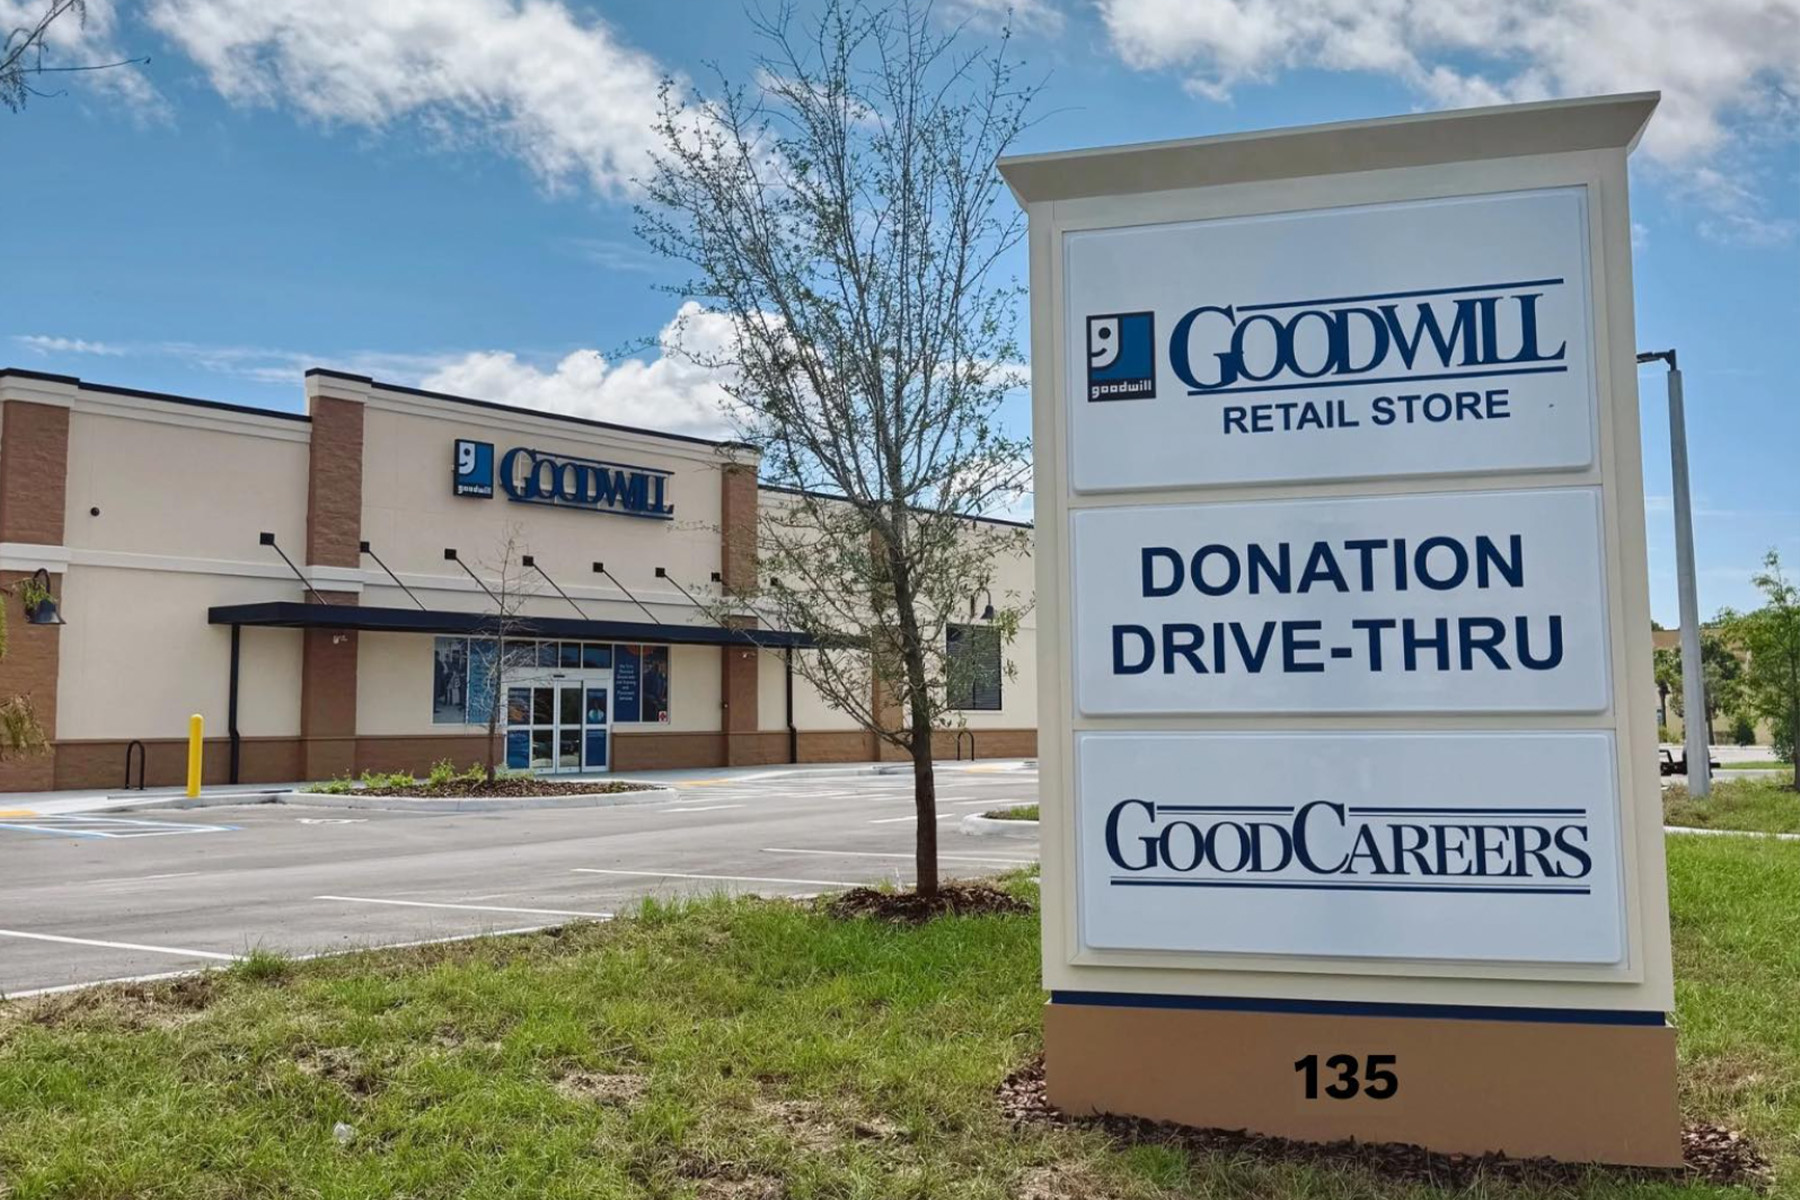 goodwill
GOODWILL
RETAIL STORE
DONATION
DRIVE-THRU
GOODCAREERS
135
goodwill
GOODWILL